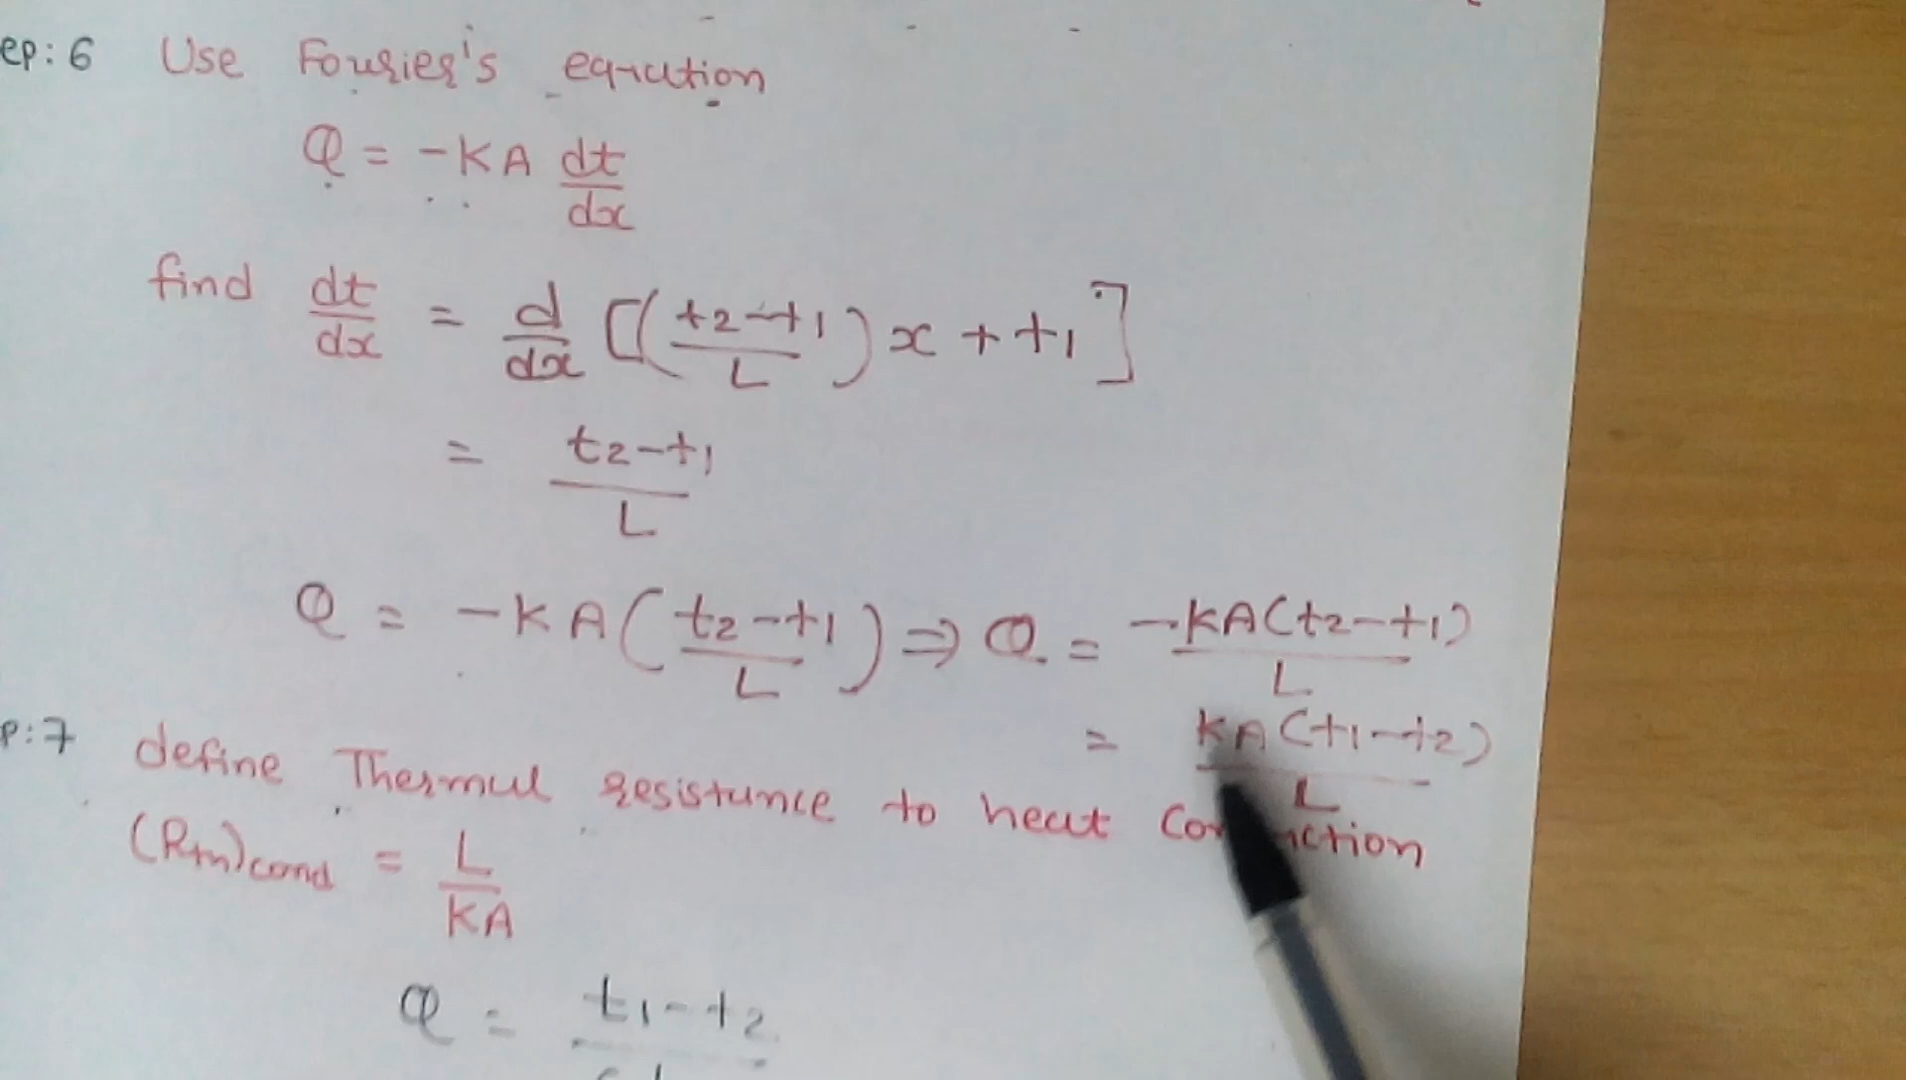 ep: 6 Use Fourier's equation
Q = -KA dt/dx
find dt/dx = d/dx [((t2-t1)/L)x + t1]
= (t2-t1)/L
Q = -KA((t2-t1)/L) ⇒ Q = -KA(t2-t1)/L
= KA(t1-t2)/L
p: 7 define Thermal resistance to heat
(Rth)cond = L/KA
Q = t1-t2